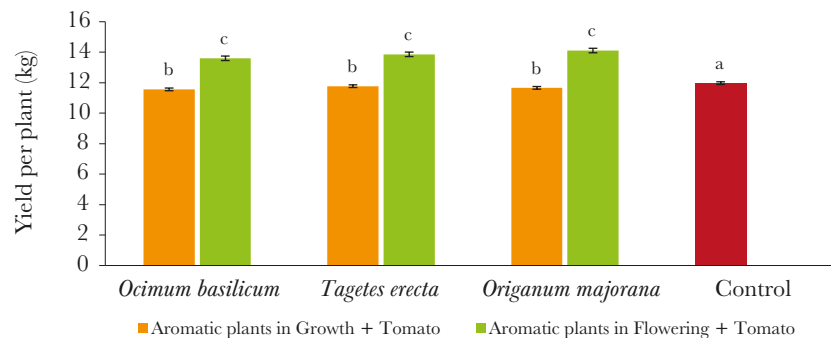 Yield per plant (kg)
16
14
12
10
8
6
4
2
0
b
c
b
c
b
c
a
Ocimum basilicum
Tagetes erecta
Origanum majorana
Control
Aromatic plants in Growth + Tomato
Aromatic plants in Flowering + Tomato